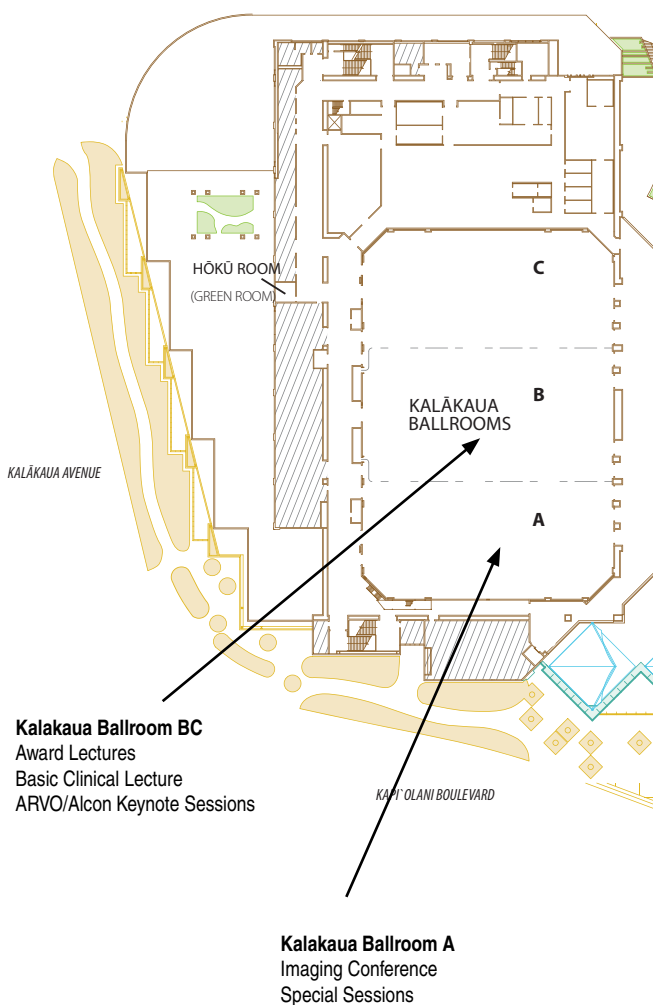 C
HŌKŪ ROOM
(GREEN ROOM)
B
KALĀKAUA
BALLROOMS
KALĀKAUA AVENUE
A
Kalakaua Ballroom BC
Award Lectures
Basic Clinical Lecture
ARVO/Alcon Keynote Sessions
KAPI`OLANI BOULEVARD
Kalakaua Ballroom A
Imaging Conference
Special Sessions